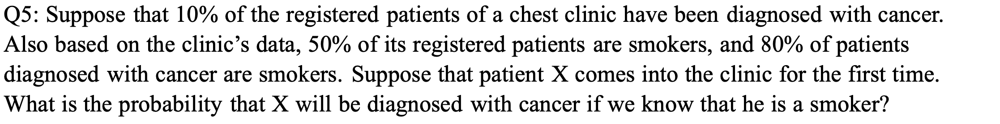 Q5: Suppose that 10% of the registered patients of a chest clinic have been diagnosed with cancer.
Also based on the clinic’s data, 50% of its registered patients are smokers, and 80% of patients
diagnosed with cancer are smokers. Suppose that patient X comes into the clinic for the first time.
What is the probability that X will be diagnosed with cancer if we know that he is a smoker?